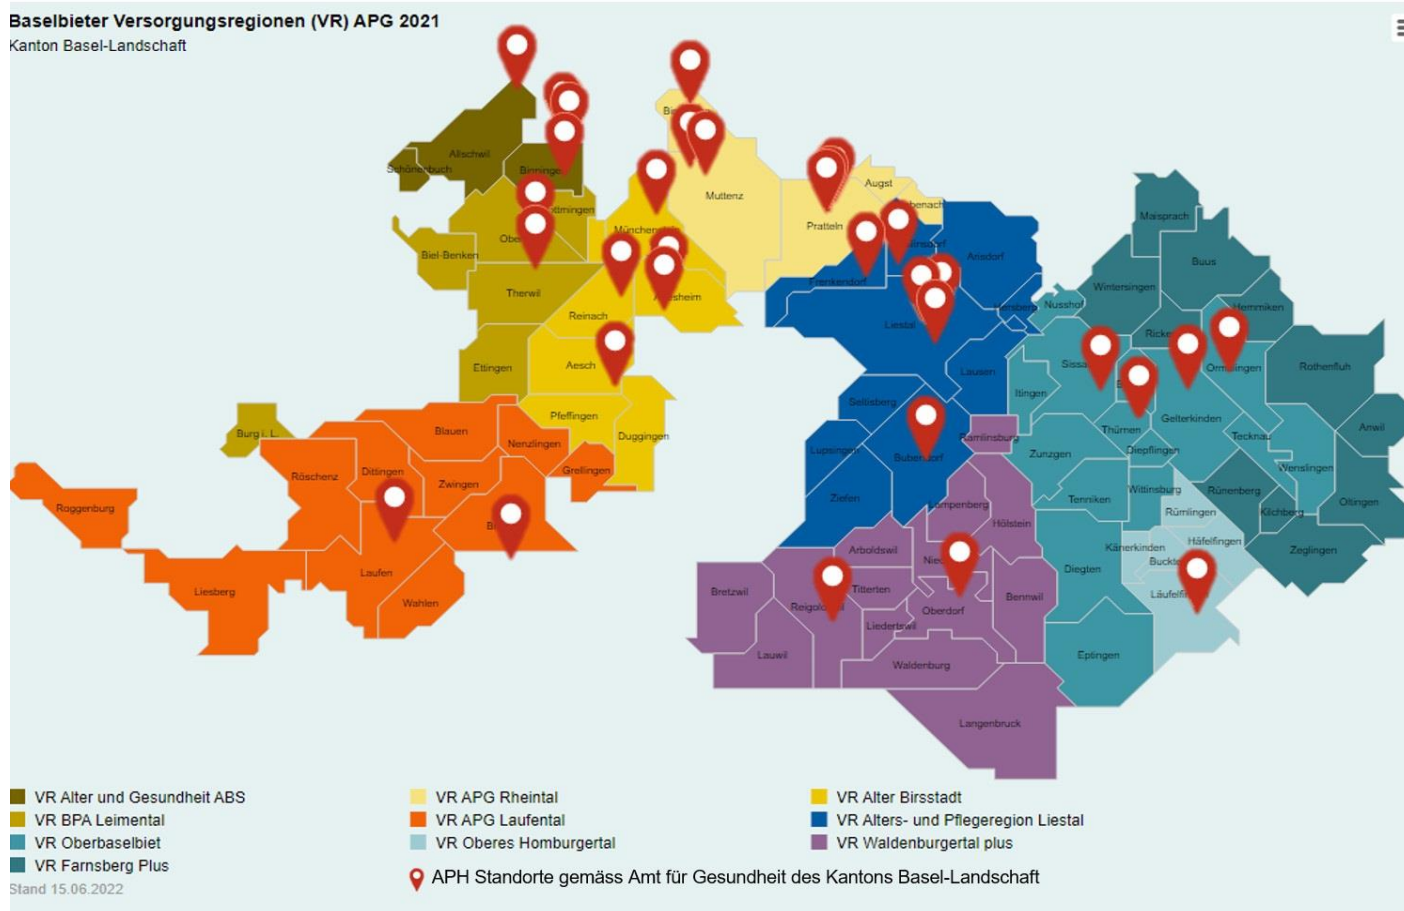 Baselbieter Versorgungsregionen (VR) APG 2021
Kanton Basel-Landschaft
Allschwil
Schönenbuch
Muttenz
Augst
Pratteln
Biel-Benken
Therwil
Reinach
Aesch
Ettingen
Pfeffingen
Duggingen
Burg i. L.
Blauen
Nenzlingen
Grellingen
Röschenz
Dittingen
Zwingen
Roggenburg
Laufen
Liesberg
Wahlen
Frenkendorf
Arisdorf
Hersberg
Liestal
Lausen
Seltisberg
Lupsingen
Ziefen
Ramlinsburg
Lampenberg
Hölstein
Arboldswil
Titterten
Bretzwil
Liedertswil
Oberdorf
Bennwil
Lauwil
Waldenburg
Langenbruck
Maisprach
Buus
Wintersingen
Nusshof
Hemmiken
Rothenfluh
Itingen
Gelterkinden
Thürnen
Diepflingen
Tecknau
Anwil
Zunzgen
Wenslingen
Tenniken
Wittinsburg
Rünenberg
Rümlingen
Kilchberg
Oltingen
Känerkinden
Häfelfingen
Zeglingen
Diegten
Eptingen
VR Alter und Gesundheit ABS
VR APG Rheintal
VR Alter Birsstadt
VR BPA Leimental
VR APG Laufental
VR Alters- und Pflegeregion Liestal
VR Oberbaselbiet
VR Oberes Homburgertal
VR Waldenburgertal plus
VR Farnsberg Plus
APH Standorte gemäss Amt für Gesundheit des Kantons Basel-Landschaft
Stand 15.06.2022